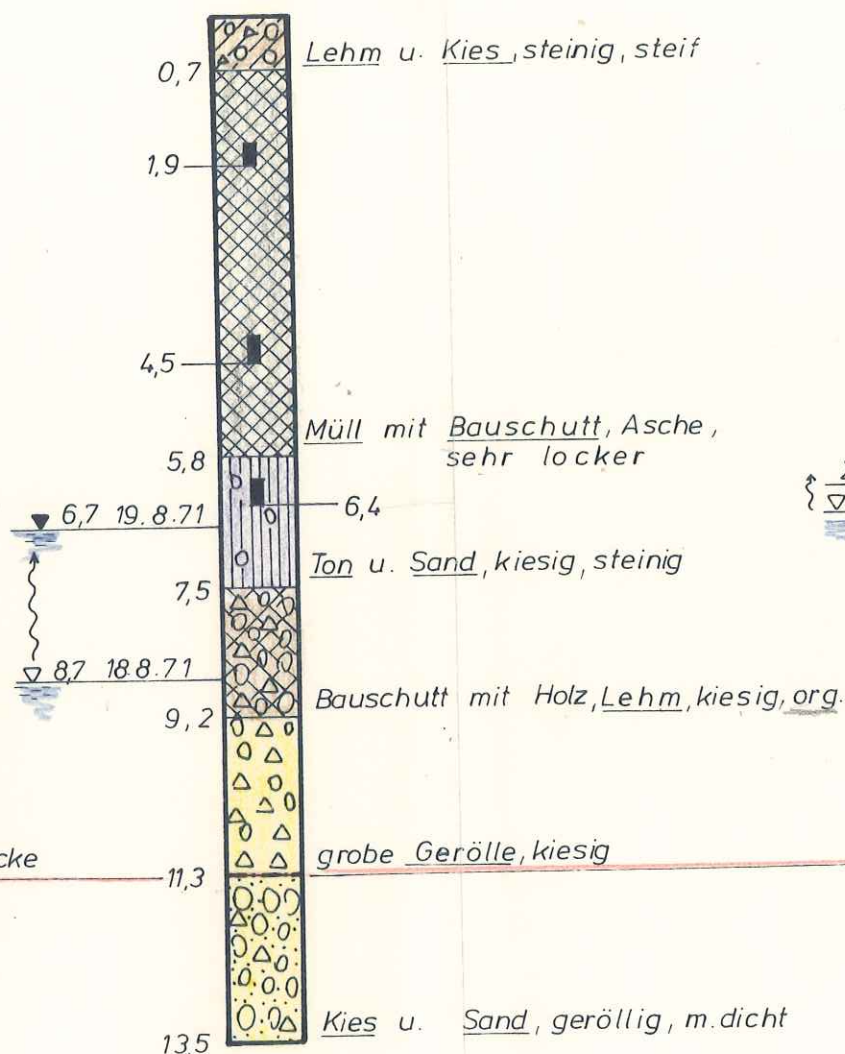 Lehm u. Kies, steinig, steif
0,7
1,9
4,5
Müll mit Bauschutt, Asche,
sehr locker
5,8
6,4
6,7 19.8.71
Ton u. Sand, kiesig, steinig
7,5
8,7 18.8.71
Bauschutt mit Holz, Lehm, kiesig, org.
9,2
cke
grobe Gerölle, kiesig
11,3
Kies u. Sand, geröllig, m.dicht
13,5